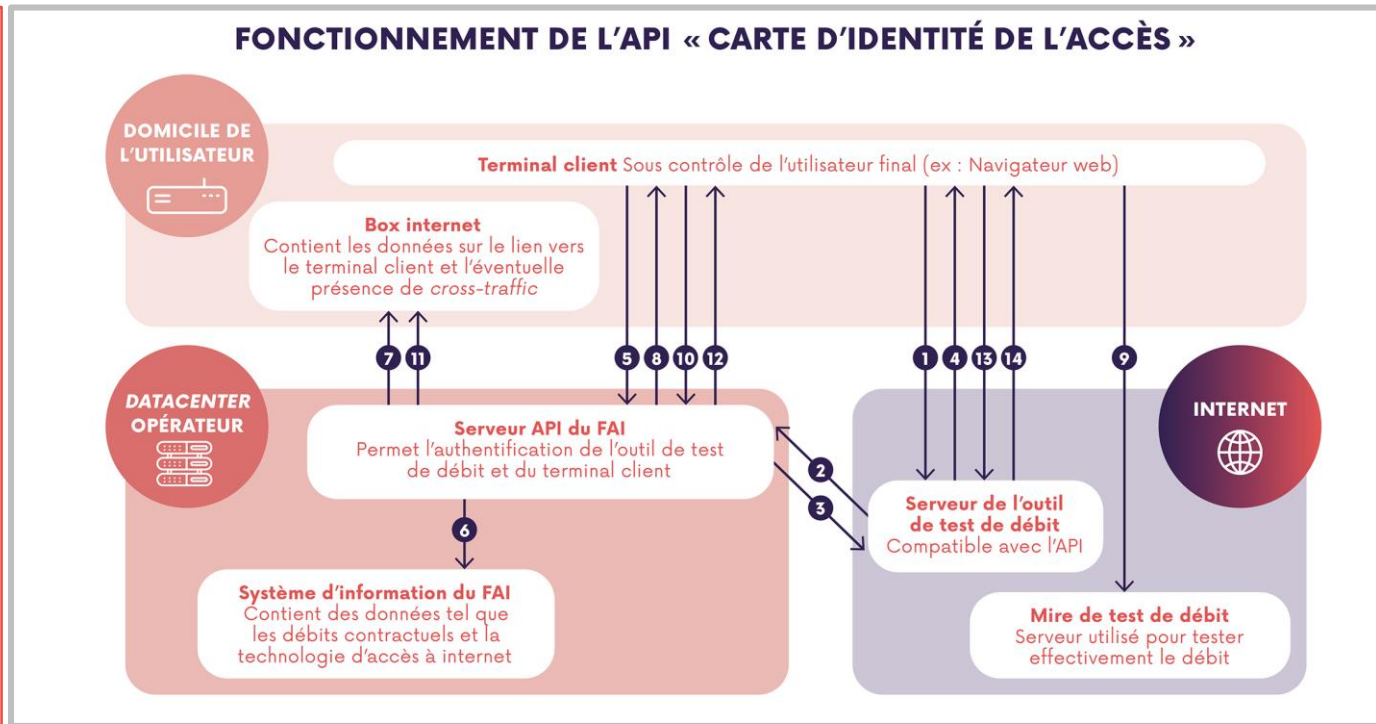 FONCTIONNEMENT DE L'API « CARTE D'IDENTITÉ DE L'ACCÈS »
DOMICILE DE
L'UTILISATEUR
Terminal client Sous contrôle de l'utilisateur final (ex : Navigateur web)
Box internet
Contient les données sur le lien vers
le terminal client et l'éventuelle
présence de cross-traffic
7 11 5 8 10 12 1 4 13 14 9
DATACENTER
OPÉRATEUR
INTERNET
Serveur API du FAI
Permet l'authentification de l'outil de test
de débit et du terminal client
2
3
6
Serveur de l'outil
de test de débit
Compatible avec l'API
Système d'information du FAI
Contient des données tel que
les débits contractuels et la
technologie d'accès à internet
Mire de test de débit
Serveur utilisé pour tester
effectivement le débit